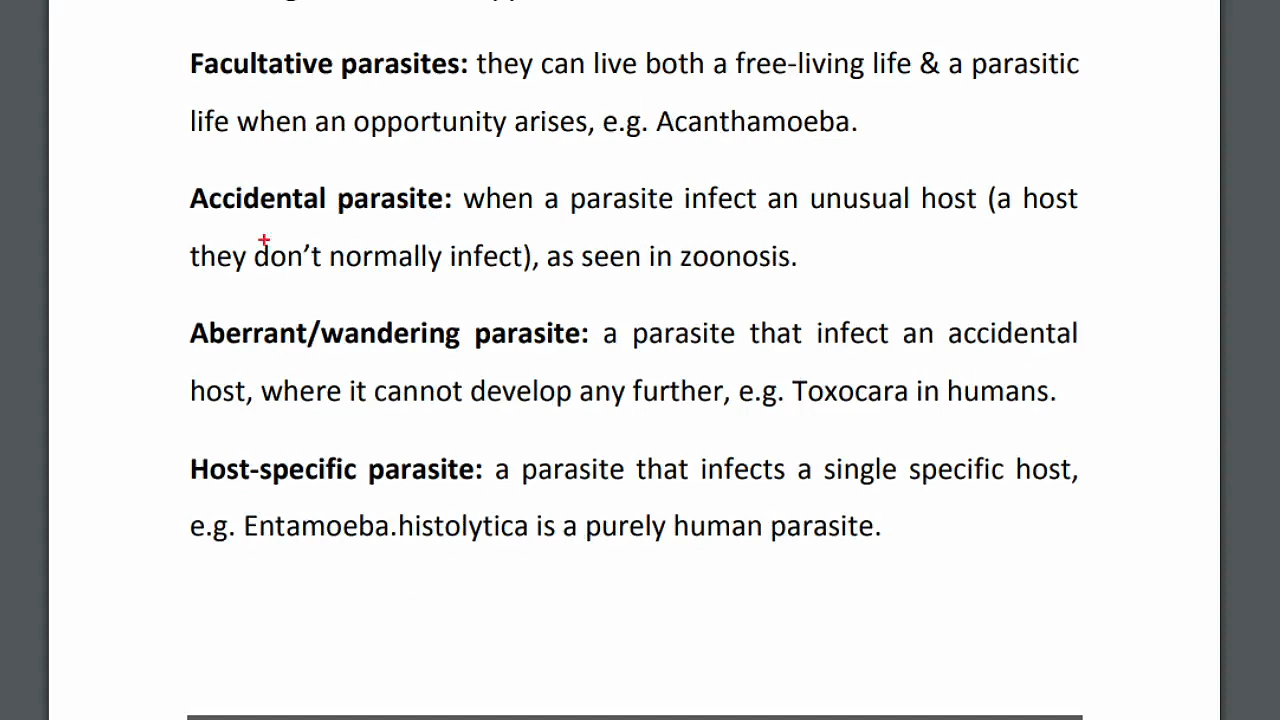 Facultative parasites: they can live both a free-living life & a parasitic
life when an opportunity arises, e.g. Acanthamoeba.
Accidental parasite: when a parasite infect an unusual host (a host
they don’t normally infect), as seen in zoonosis.
Aberrant/wandering parasite: a parasite that infect an accidental
host, where it cannot develop any further, e.g. Toxocara in humans.
Host-specific parasite: a parasite that infects a single specific host,
e.g. Entamoeba.histolytica is a purely human parasite.